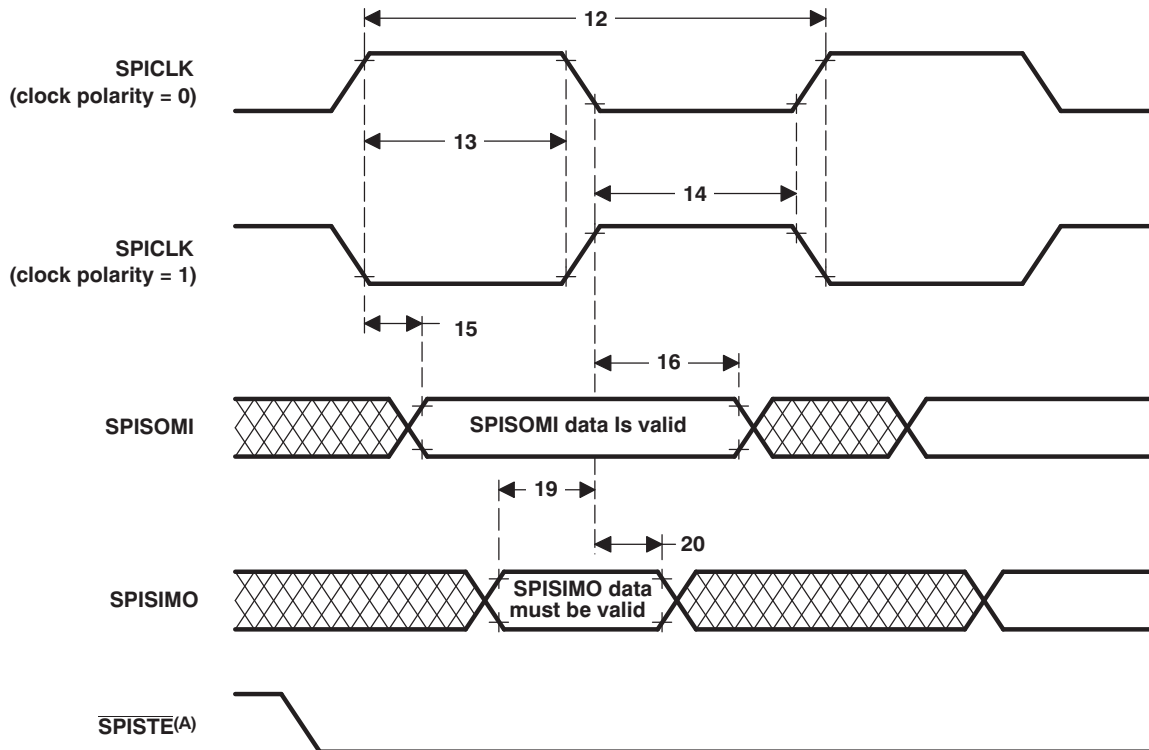 12
SPICLK
(clock polarity = 0)
13
14
SPICLK
(clock polarity = 1)
15
16
SPISOMI
SPISOMI data Is valid
19
20
SPISIMO
SPISIMO data
must be valid
SPISTE(A)